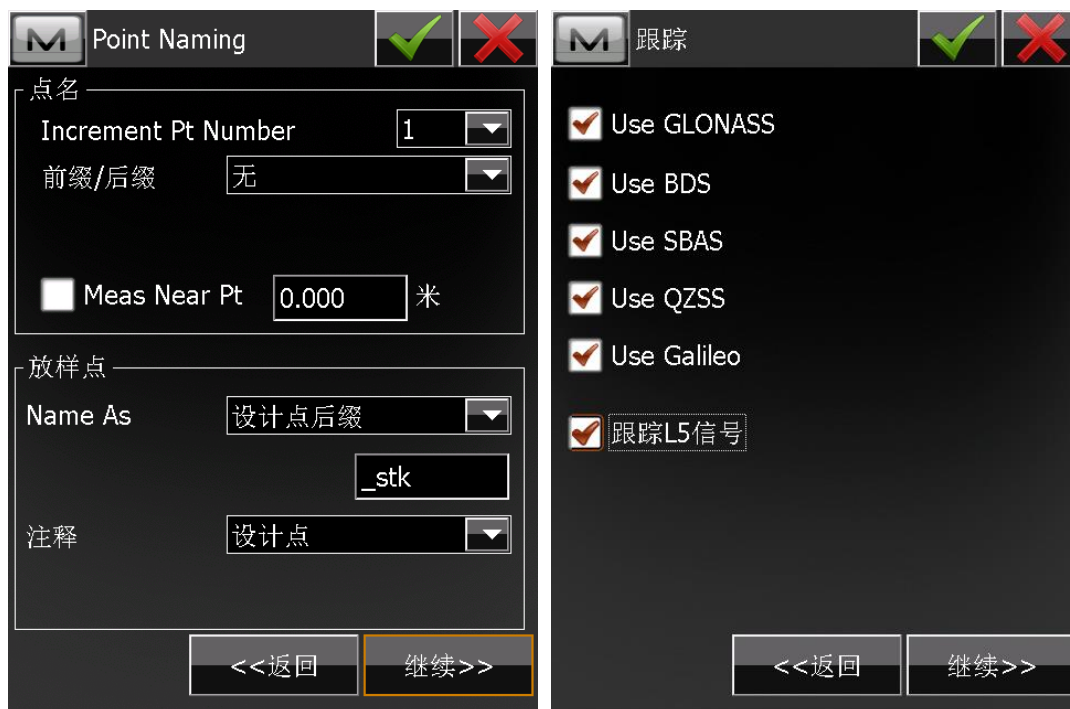 Point Naming
点名
Increment Pt Number 1
前缀/后缀 无
Meas Near Pt 0.000 米
放样点
Name As 设计点后缀
_stk
注释 设计点
<<返回 继续>>
跟踪
Use GLONASS
Use BDS
Use SBAS
Use QZSS
Use Galileo
跟踪L5信号
<<返回 继续>>